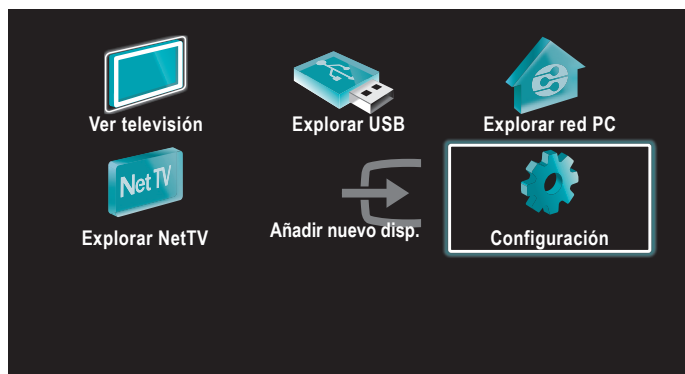 Ver televisión
Explorar USB
Explorar red PC
Net TV
Explorar NetTV
Añadir nuevo disp.
Configuración